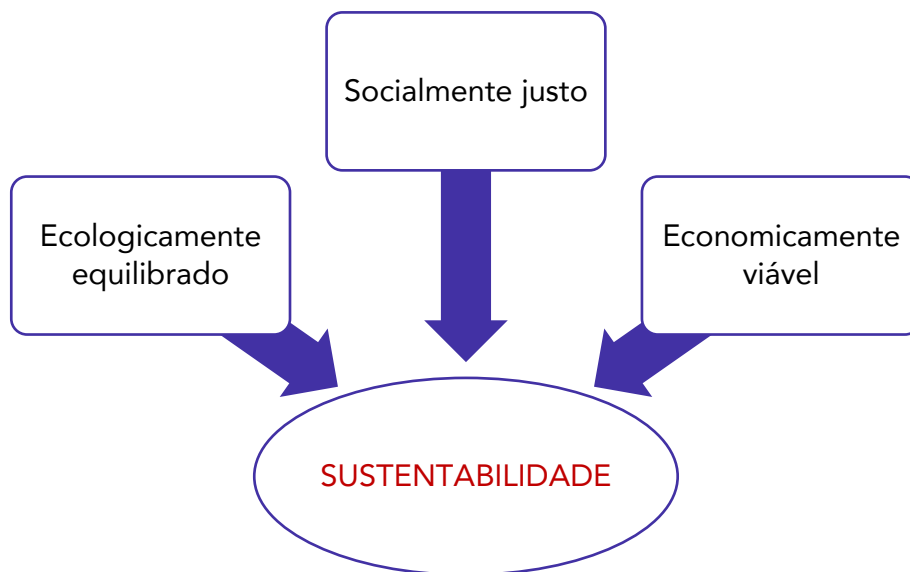 Socialmente justo
Ecologicamente
equilibrado
Economicamente
viável
SUSTENTABILIDADE